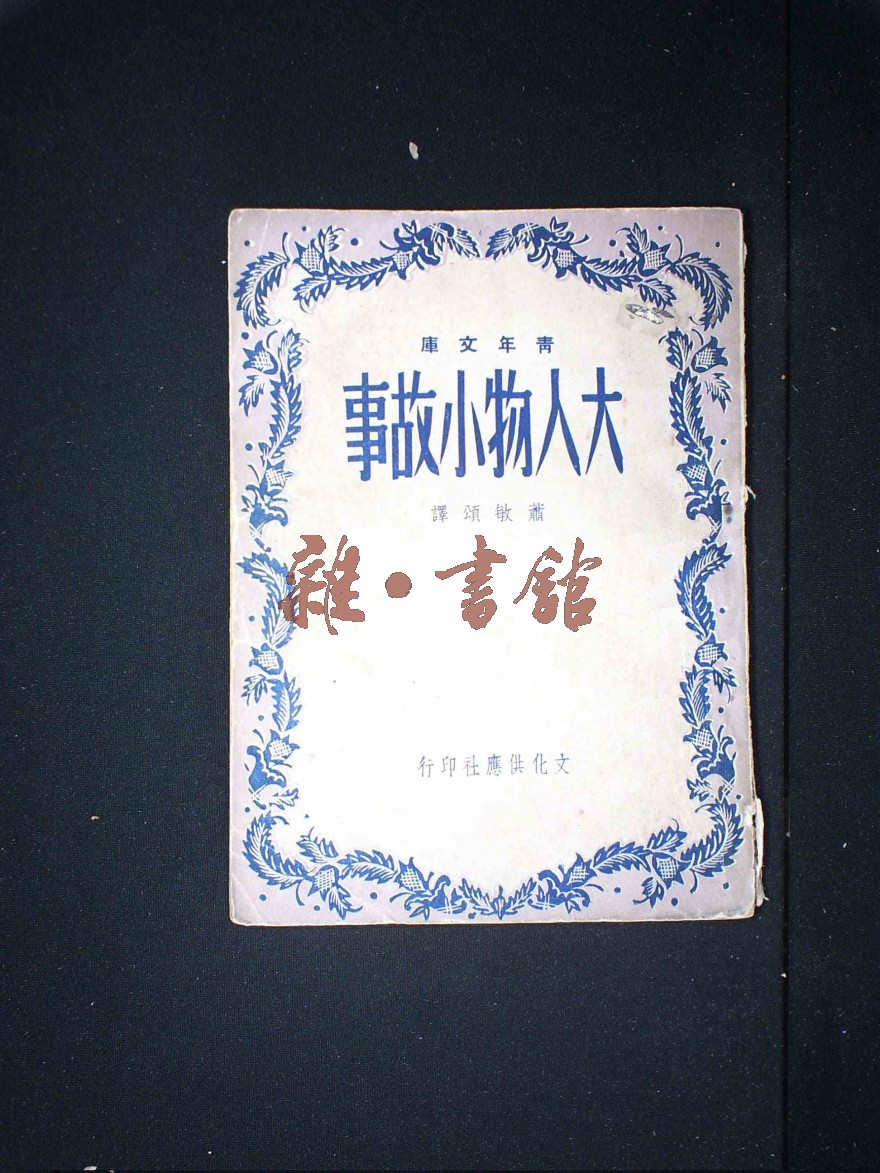 青年文庫
大人物小故事
蕭敏頌譯
雜·書館
文化供應社印行